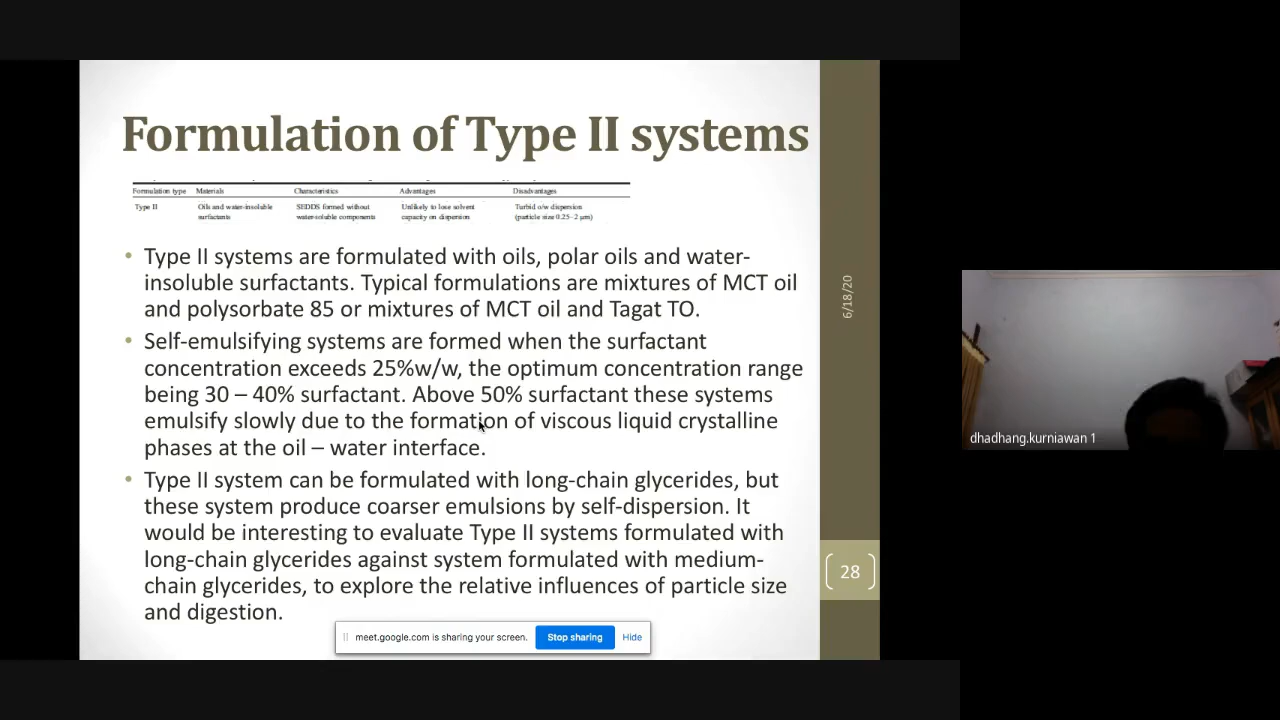 Formulation of Type II systems
Formulation type Materials Characteristics Advantages Disadvantages
Type II Oils and water-insoluble SEDDS formed without Unlikely to lose solvent Turbid o/w dispersion
surfactants water-soluble components capacity on dispersion (particle size 0.25–2 µm)
• Type II systems are formulated with oils, polar oils and water-
insoluble surfactants. Typical formulations are mixtures of MCT oil
and polysorbate 85 or mixtures of MCT oil and Tagat TO.
• Self-emulsifying systems are formed when the surfactant
concentration exceeds 25%w/w, the optimum concentration range
being 30 – 40% surfactant. Above 50% surfactant these systems
emulsify slowly due to the formation of viscous liquid crystalline
phases at the oil – water interface.
• Type II system can be formulated with long-chain glycerides, but
these system produce coarser emulsions by self-dispersion. It
would be interesting to evaluate Type II systems formulated with
long-chain glycerides against system formulated with medium-
chain glycerides, to explore the relative influences of particle size
and digestion.
6/18/20
28
meet.google.com is sharing your screen. Stop sharing Hide
dhadhang.kurniawan 1